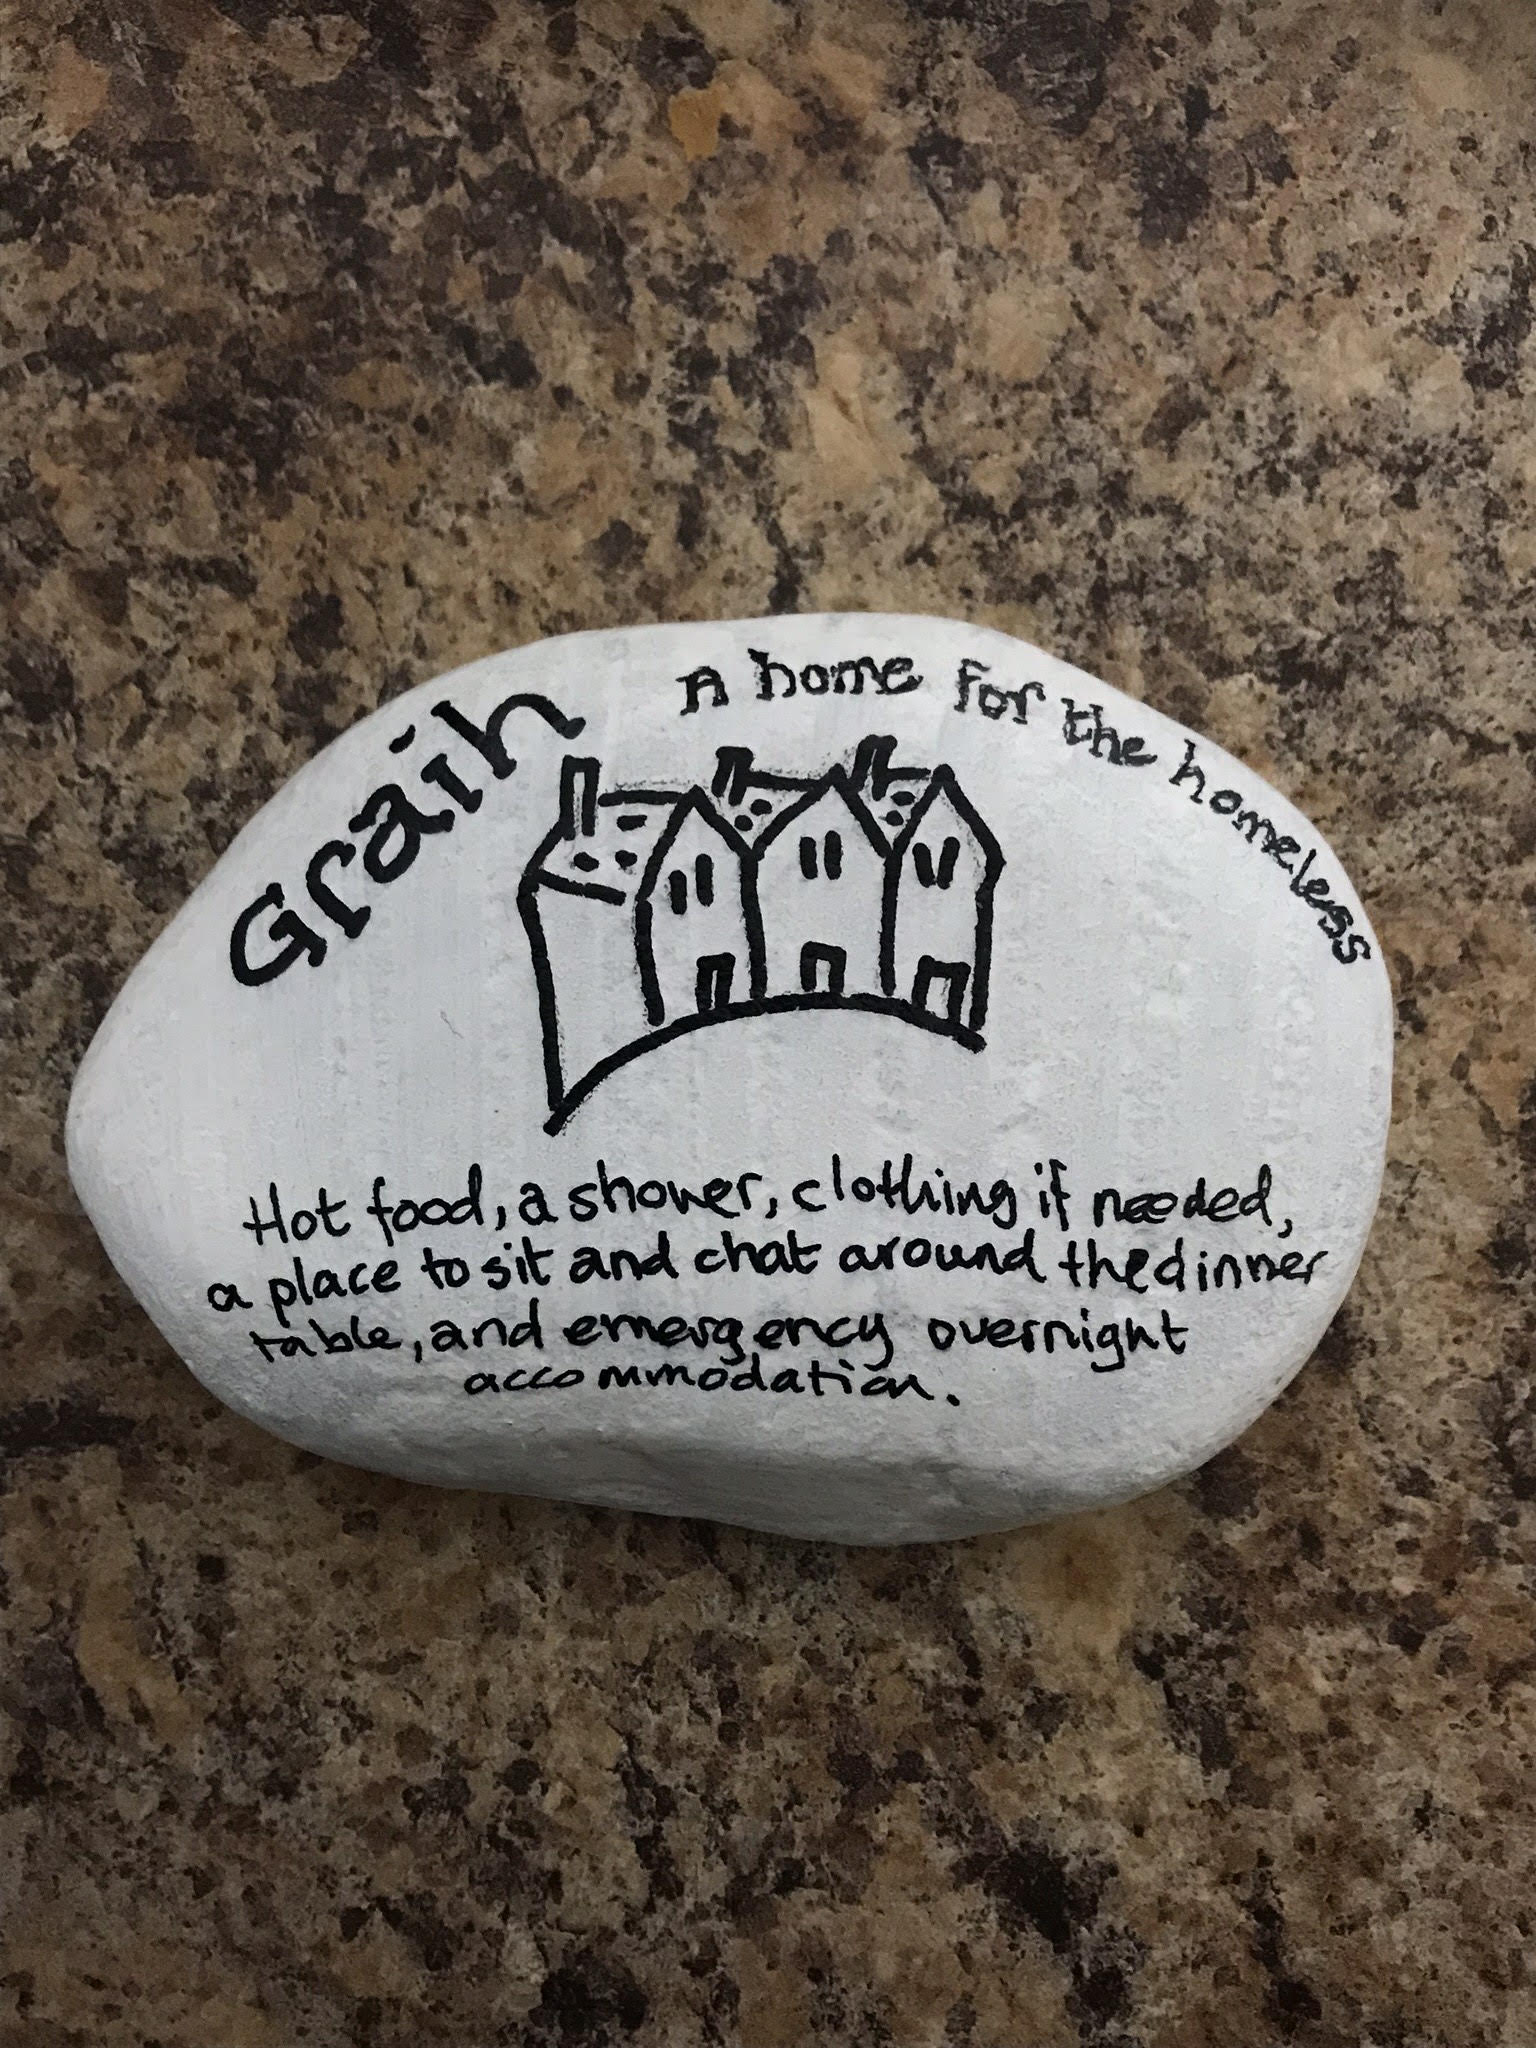 Graih
A home for the homeless
Hot food, a shower, clothing if needed,
a place to sit and chat around the dinner
table, and emergency overnight
accommodation.